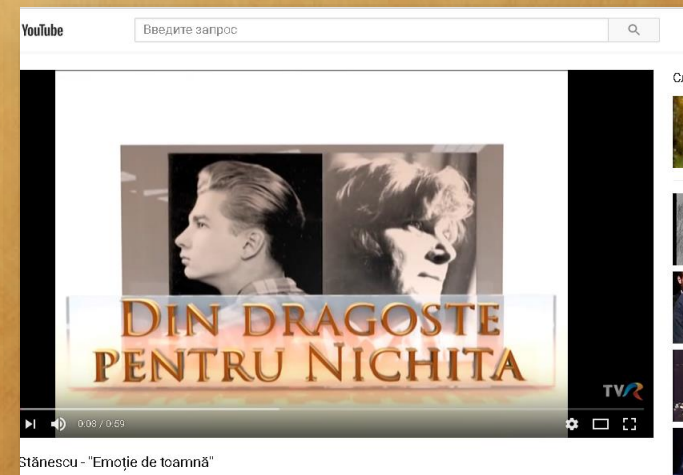 YouTube
Введите запрос
DIN DRAGOSTE
PENTRU NICHITA
TVR
0:03 / 0:59
Stănescu - "Emoție de toamnă"